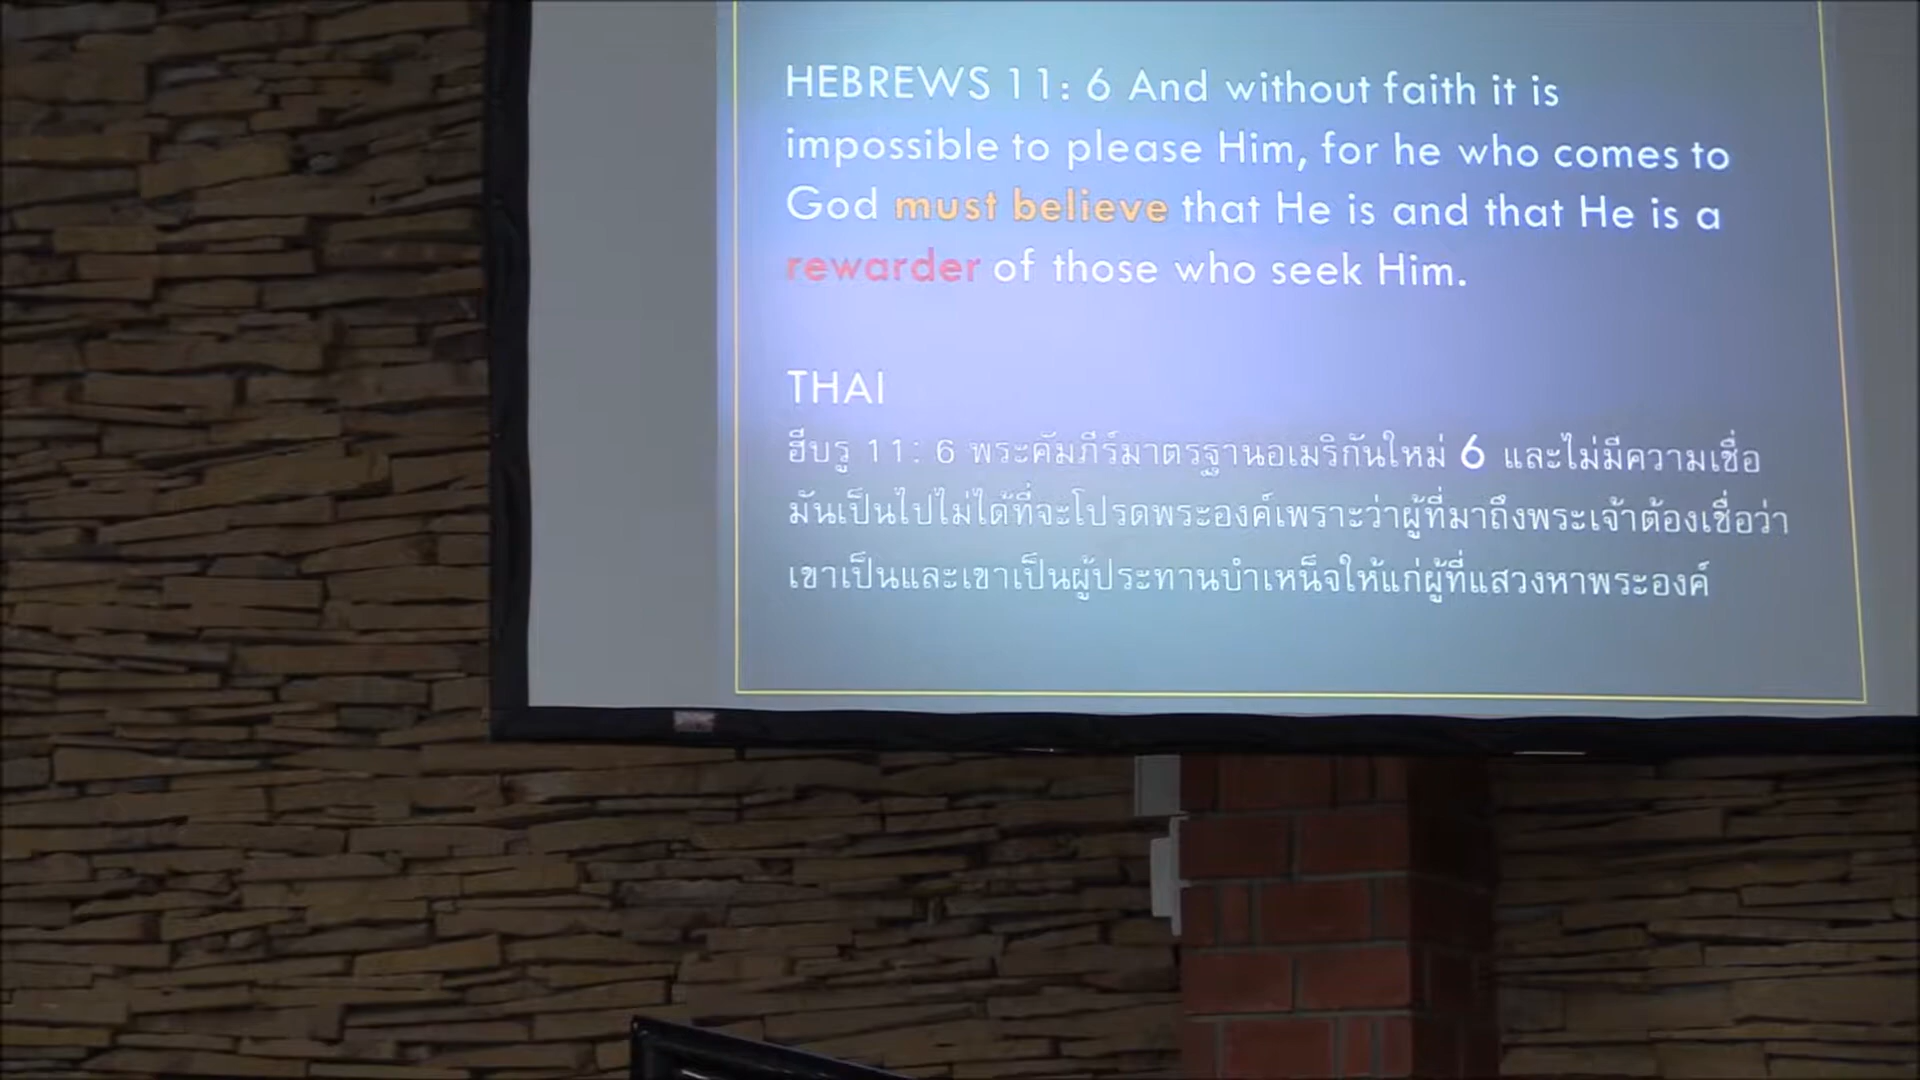 HEBREWS 11: 6 And without faith it is
impossible to please Him, for he who comes to
God must believe that He is and that He is a
rewarder of those who seek Him.
THAI
ฮีบรู 11: 6 พระคัมภีร์มาตรฐานอเมริกันใหม่ 6 และไม่มีความเชื่อ
มันเป็นไปไม่ได้ที่จะโปรดพระองค์เพราะว่าผู้ที่มาถึงพระเจ้าต้องเชื่อว่า
เขาเป็นและเขาเป็นผู้ประทานบำเหน็จให้แก่ผู้ที่แสวงหาพระองค์